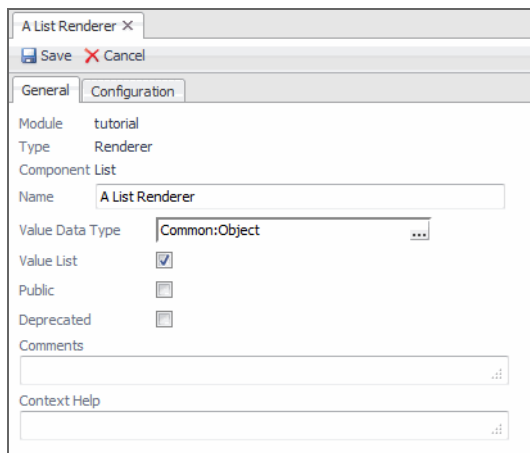 A List Renderer
Save Cancel
General Configuration
Module tutorial
Type Renderer
Component List
Name A List Renderer
Value Data Type Common:Object ...
Value List
Public
Deprecated
Comments
Context Help